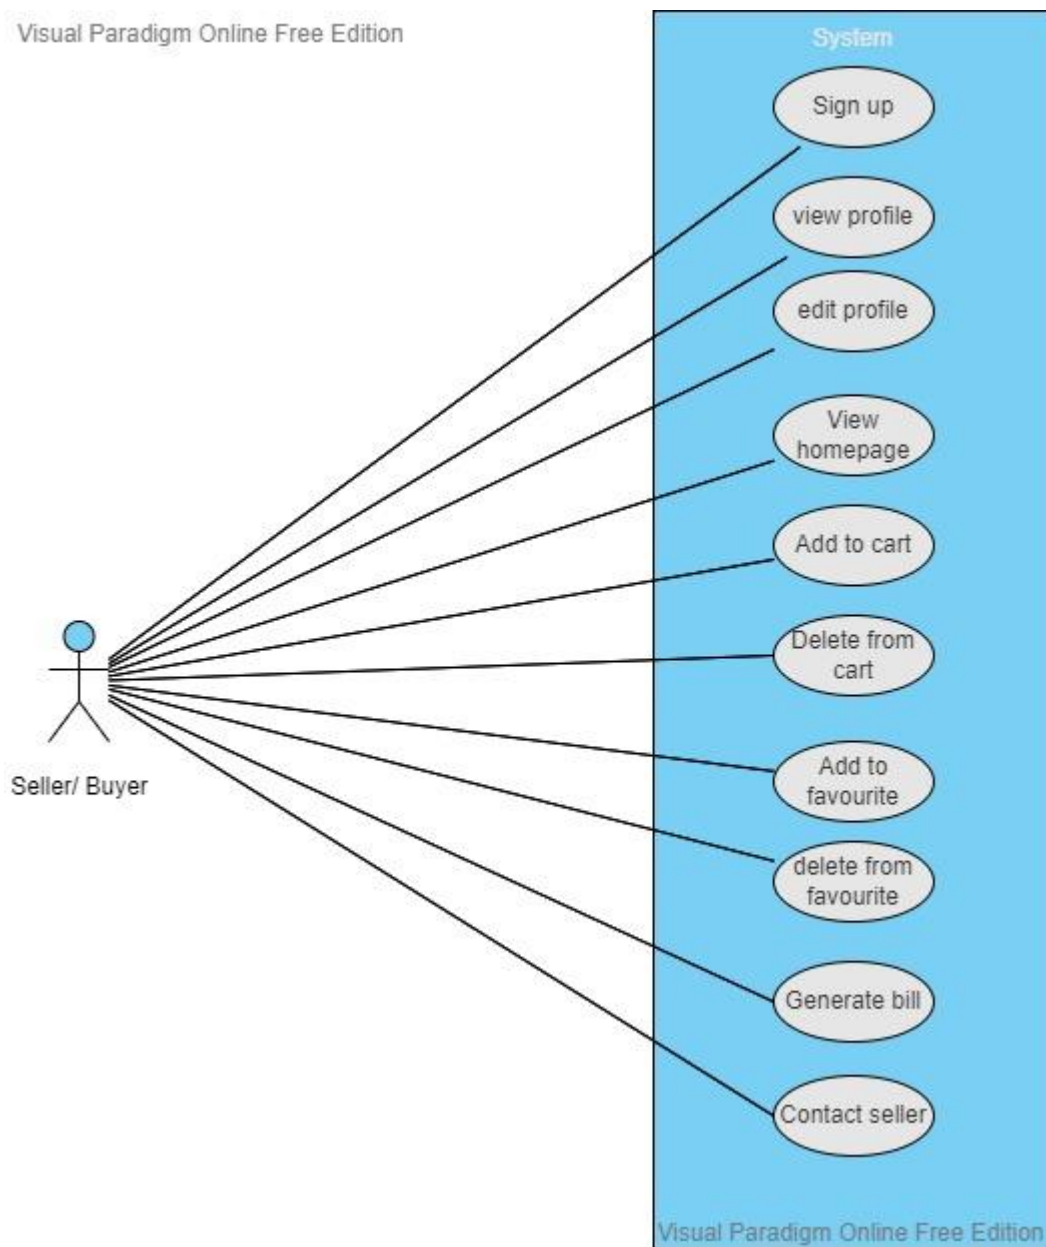 Visual Paradigm Online Free Edition
System
Sign up
view profile
edit profile
View
homepage
Add to cart
Delete from
cart
Seller/ Buyer
Add to
favourite
delete from
favourite
Generate bill
Contact seller
Visual Paradigm Online Free Edition